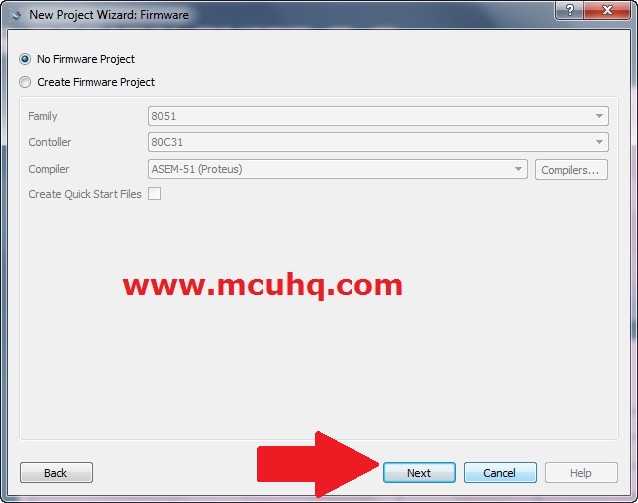 New Project Wizard: Firmware
No Firmware Project
Create Firmware Project
Family 8051
Contoller 80C31
Compiler ASEM-51 (Proteus) Compilers...
Create Quick Start Files
www.mcuhq.com
Back Next Cancel Help